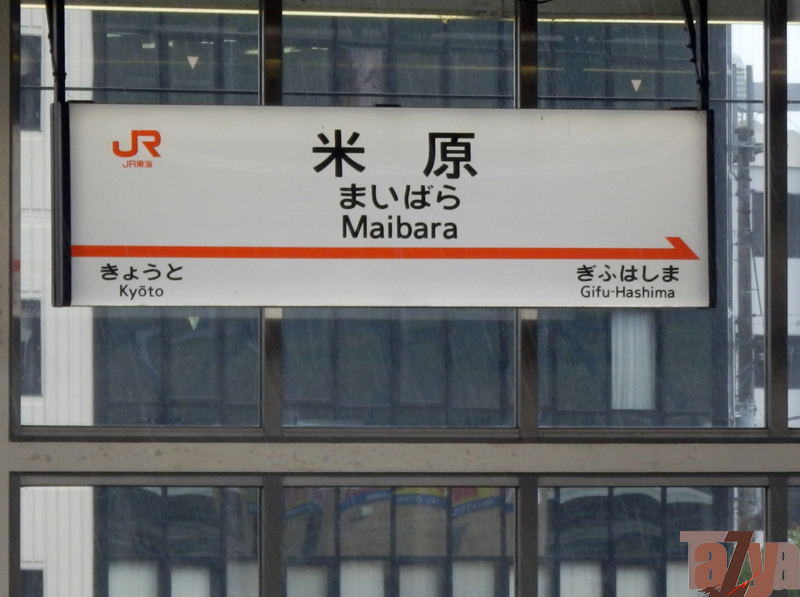 JR
JR東海
米原
まいばら
Maibara
きょうと
Kyōto
ぎふはしま
Gifu-Hashima
Ta7ya